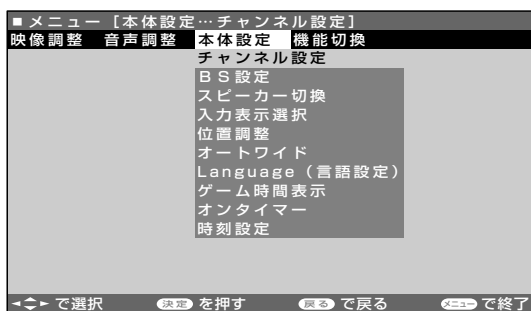 ■メニュー［本体設定…チャンネル設定］
映像調整 音声調整 本体設定 機能切換
チャンネル設定
ＢＳ設定
スピーカー切換
入力表示選択
位置調整
オートワイド
Language（言語設定）
ゲーム時間表示
オンタイマー
時刻設定
で選択 決定 を押す 戻る で戻る メニュー で終了